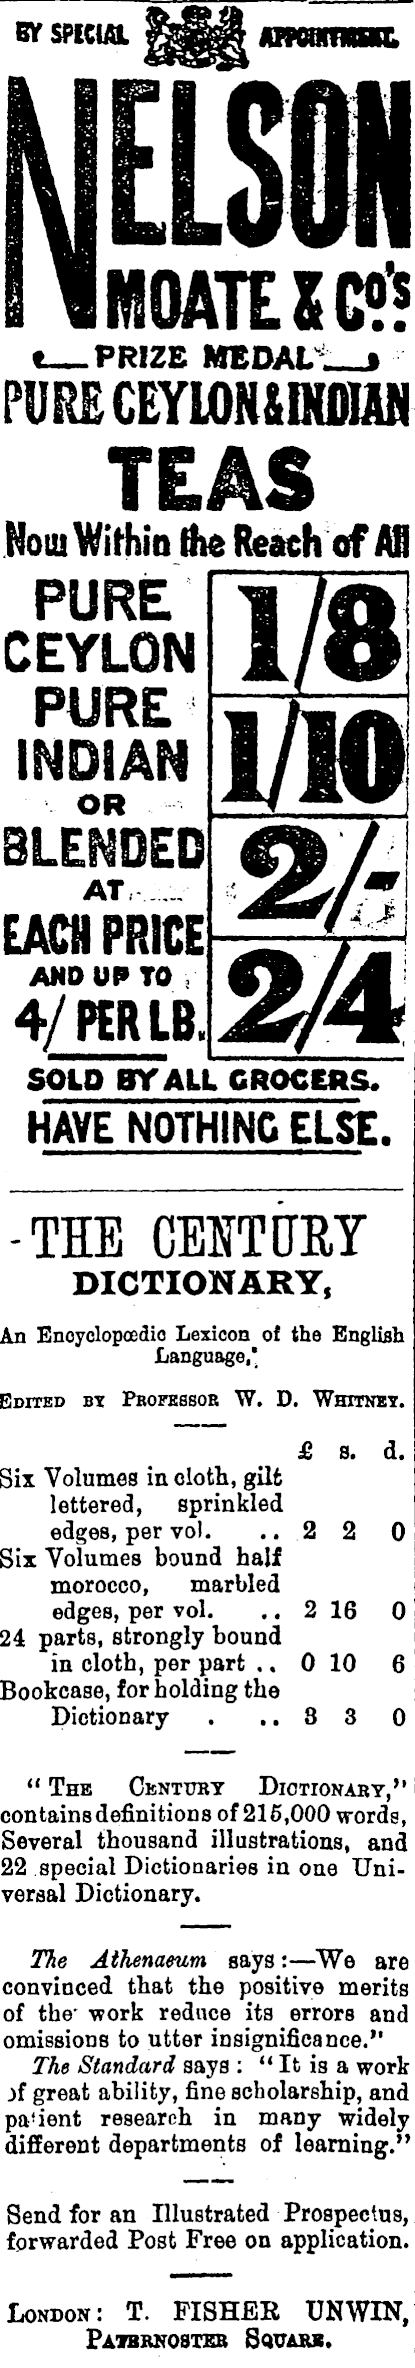 BY SPECIAL APPOINTMENT.
NELSON
MOATE & Co's.
PRIZE MEDAL
PURE CEYLON & INDIAN
TEAS
Now Within the Reach of All
PURE
CEYLON
PURE
INDIAN
OR
BLENDED
AT
EACH PRICE
AND UP TO
4/ PER LB.
1/8
1/10
2/-
2/4
SOLD BY ALL GROCERS.
HAVE NOTHING ELSE.
THE CENTURY
DICTIONARY,
An Encyclopœdic Lexicon of the English
Language,
EDITED BY PROFESSOR W. D. WHITNEY.
£ s. d.
Six Volumes in cloth, gilt
lettered, sprinkled
edges, per vol. .. 2 2 0
Six Volumes bound half
morocco, marbled
edges, per vol. .. 2 16 0
24 parts, strongly bound
in cloth, per part .. 0 10 6
Bookcase, for holding the
Dictionary . .. 3 3 0
"THE CENTURY DICTIONARY,"
contains definitions of 215,000 words,
Several thousand illustrations, and
22 special Dictionaries in one Uni-
versal Dictionary.
The Athenaeum says:—We are
convinced that the positive merits
of the work reduce its errors and
omissions to utter insignificance."
The Standard says: "It is a work
of great ability, fine scholarship, and
patient research in many widely
different departments of learning."
Send for an Illustrated Prospectus,
forwarded Post Free on application.
LONDON: T. FISHER UNWIN,
PATERNOSTER SQUARE.